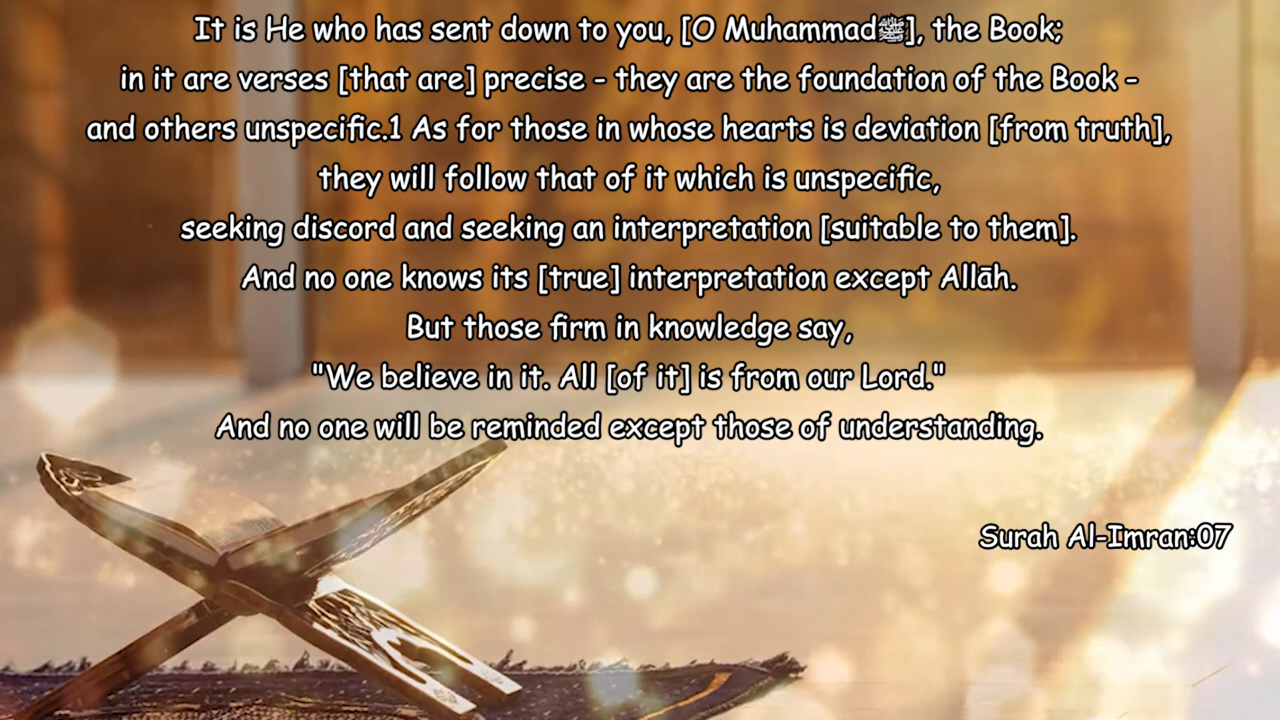 It is He who has sent down to you, [O Muhammadﷺ], the Book;
in it are verses [that are] precise – they are the foundation of the Book –
and others unspecific.1 As for those in whose hearts is deviation [from truth],
they will follow that of it which is unspecific,
seeking discord and seeking an interpretation [suitable to them].
And no one knows its [true] interpretation except Allāh.
But those firm in knowledge say,
"We believe in it. All [of it] is from our Lord."
And no one will be reminded except those of understanding.
Surah Al-Imran:07